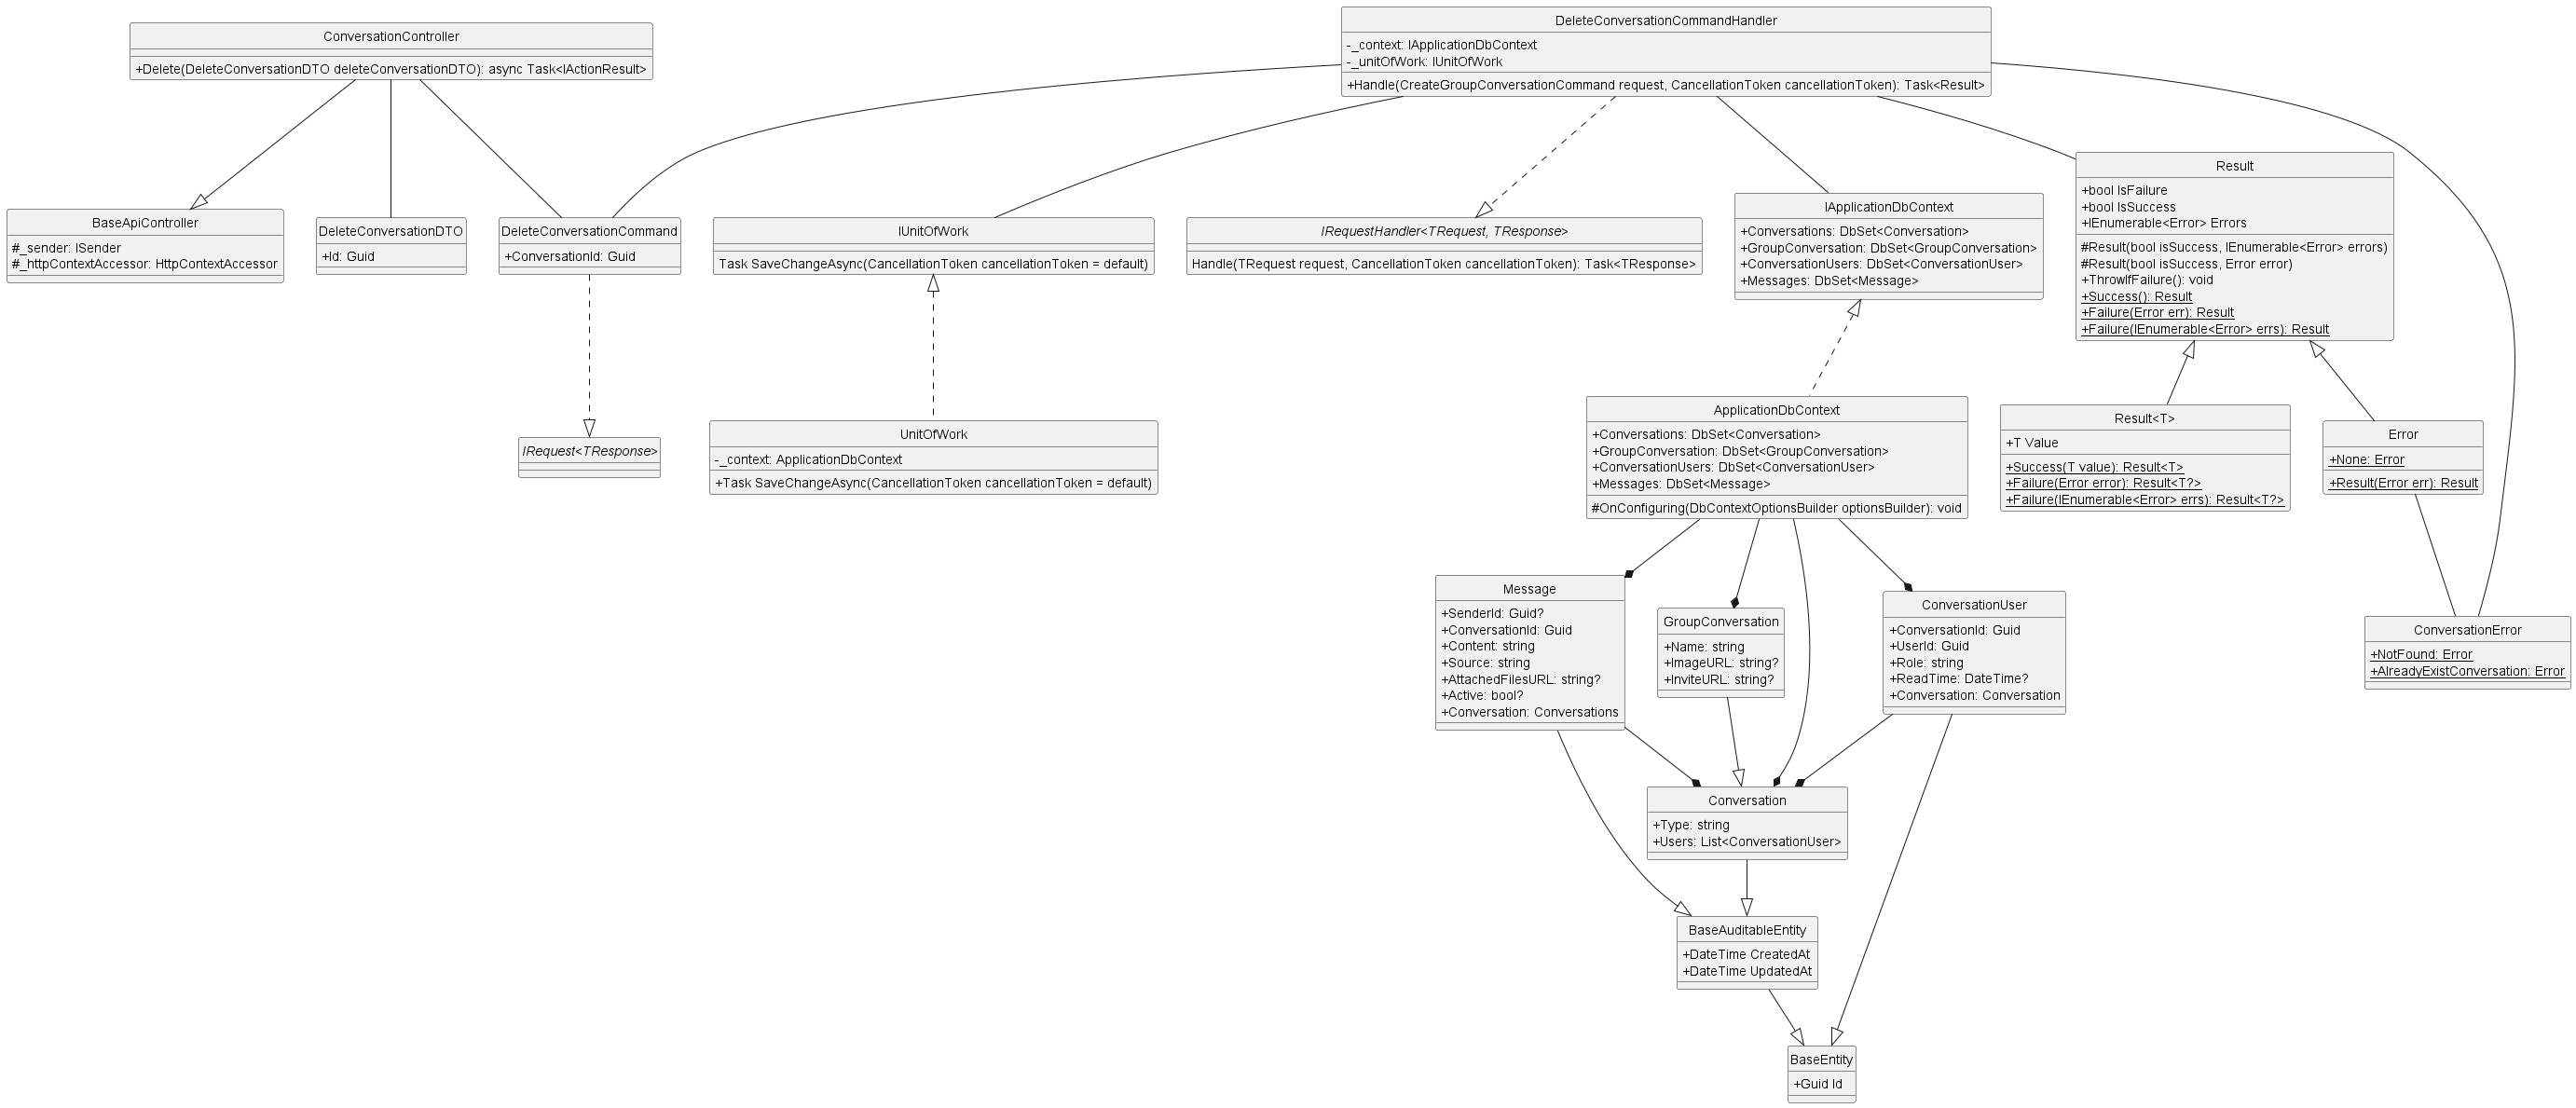 ConversationController
+Delete(DeleteConversationDTO deleteConversationDTO): async Task<IActionResult>
DeleteConversationCommandHandler
-_context: IApplicationDbContext
-_unitOfWork: IUnitOfWork
+Handle(CreateGroupConversationCommand request, CancellationToken cancellationToken): Task<Result>
BaseApiController
#_sender: ISender
#_httpContextAccessor: HttpContextAccessor
DeleteConversationDTO
+Id: Guid
DeleteConversationCommand
+ConversationId: Guid
IUnitOfWork
Task SaveChangeAsync(CancellationToken cancellationToken = default)
IRequestHandler<TRequest, TResponse>
Handle(TRequest request, CancellationToken cancellationToken): Task<TResponse>
IApplicationDbContext
+Conversations: DbSet<Conversation>
+GroupConversation: DbSet<GroupConversation>
+ConversationUsers: DbSet<ConversationUser>
+Messages: DbSet<Message>
Result
+bool IsFailure
+bool IsSuccess
+IEnumerable<Error> Errors
#Result(bool isSuccess, IEnumerable<Error> errors)
#Result(bool isSuccess, Error error)
+ThrowIfFailure(): void
+Success(): Result
+Failure(Error err): Result
+Failure(IEnumerable<Error> errs): Result
IRequest<TResponse>
UnitOfWork
-_context: ApplicationDbContext
+Task SaveChangeAsync(CancellationToken cancellationToken = default)
ApplicationDbContext
+Conversations: DbSet<Conversation>
+GroupConversation: DbSet<GroupConversation>
+ConversationUsers: DbSet<ConversationUser>
+Messages: DbSet<Message>
#OnConfiguring(DbContextOptionsBuilder optionsBuilder): void
Result<T>
+T Value
+Success(T value): Result<T>
+Failure(Error error): Result<T?>
+Failure(IEnumerable<Error> errs): Result<T?>
Error
+None: Error
+Result(Error err): Result
Message
+SenderId: Guid?
+ConversationId: Guid
+Content: string
+Source: string
+AttachedFilesURL: string?
+Active: bool?
+Conversation: Conversations
GroupConversation
+Name: string
+ImageURL: string?
+InviteURL: string?
ConversationUser
+ConversationId: Guid
+UserId: Guid
+Role: string
+ReadTime: DateTime?
+Conversation: Conversation
ConversationError
+NotFound: Error
+AlreadyExistConversation: Error
Conversation
+Type: string
+Users: List<ConversationUser>
BaseAuditableEntity
+DateTime CreatedAt
+DateTime UpdatedAt
BaseEntity
+Guid Id